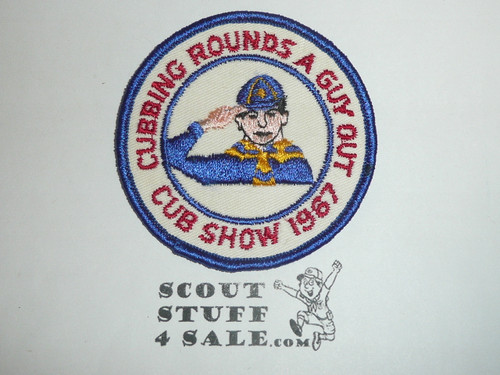 CUBBING ROUNDS A GUY OUT
CUB SHOW 1967
SCOUT
STUFF
4 SALE.COM